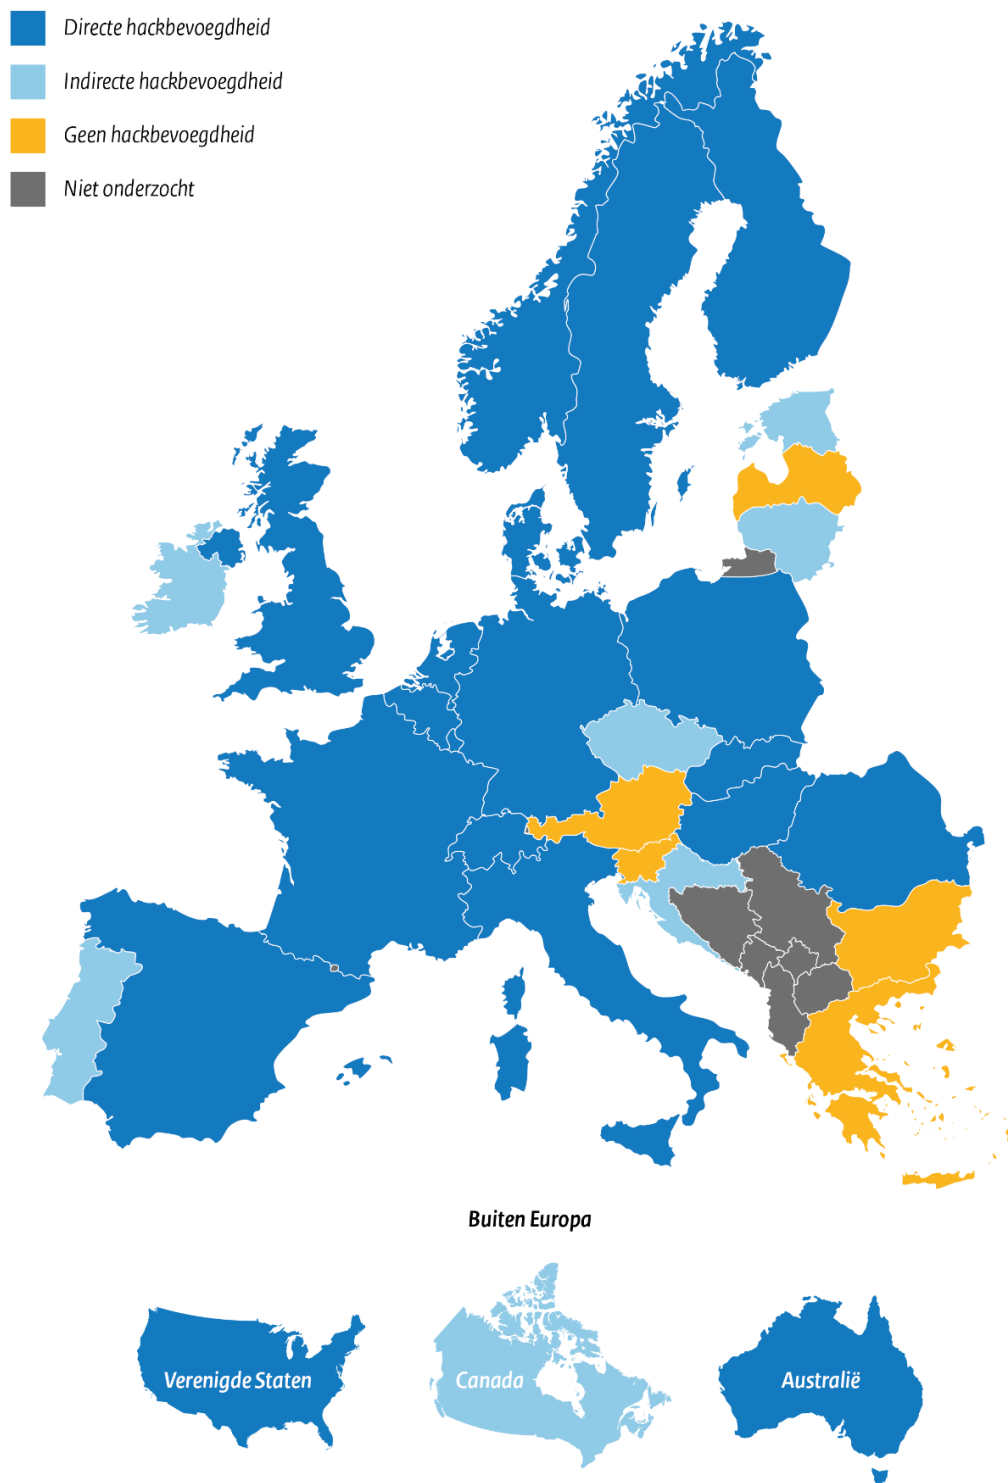 Directe hackbevoegdheid
Indirecte hackbevoegdheid
Geen hackbevoegdheid
Niet onderzocht
Buiten Europa
Verenigde Staten
Canada
Australië